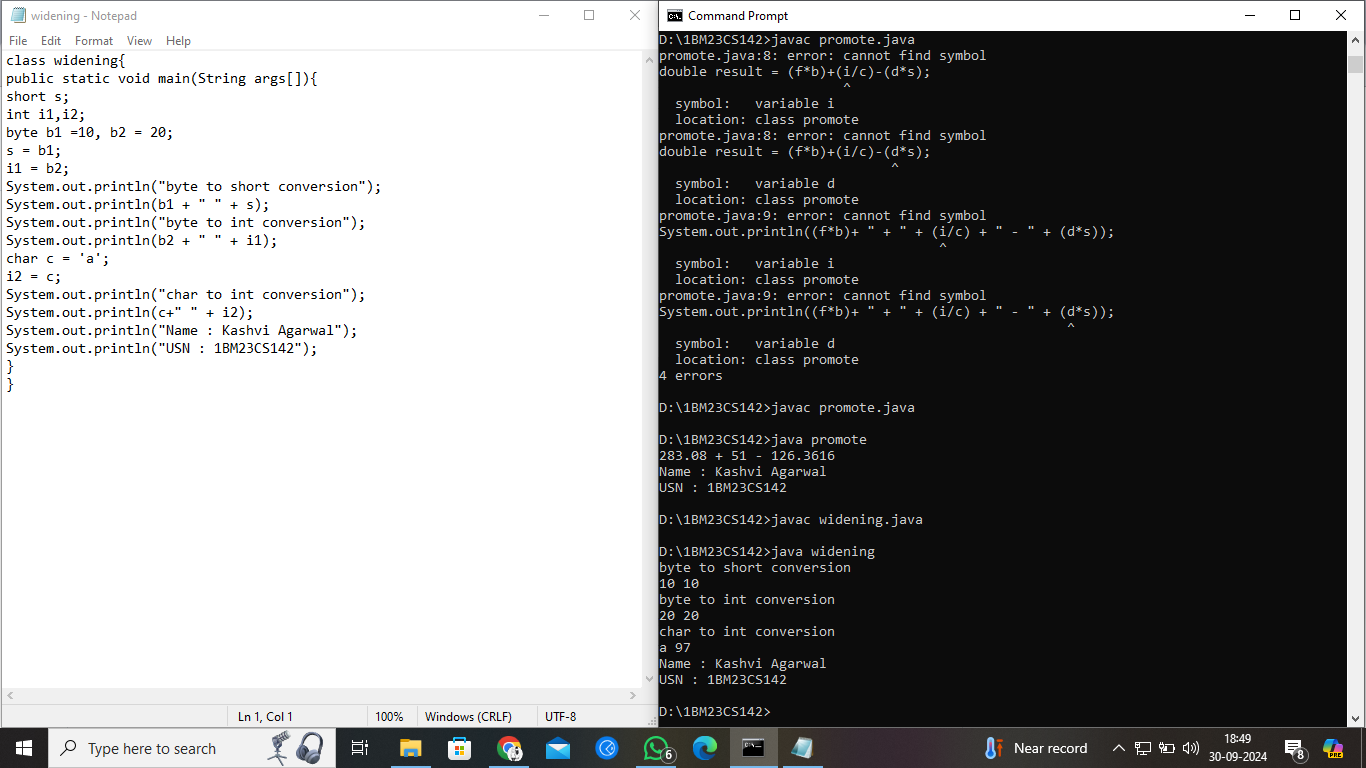 widening - Notepad
File Edit Format View Help
class widening{
public static void main(String args[]){
short s;
int i1,i2;
byte b1 =10, b2 = 20;
s = b1;
i1 = b2;
System.out.println("byte to short conversion");
System.out.println(b1 + " " + s);
System.out.println("byte to int conversion");
System.out.println(b2 + " " + i1);
char c = 'a';
i2 = c;
System.out.println("char to int conversion");
System.out.println(c+" " + i2);
System.out.println("Name : Kashvi Agarwal");
System.out.println("USN : 1BM23CS142");
}
}
Ln 1, Col 1 100% Windows (CRLF) UTF-8
Command Prompt
D:\1BM23CS142>javac promote.java
promote.java:8: error: cannot find symbol
double result = (f*b)+(i/c)-(d*s);
^
symbol: variable i
location: class promote
promote.java:8: error: cannot find symbol
double result = (f*b)+(i/c)-(d*s);
^
symbol: variable d
location: class promote
promote.java:9: error: cannot find symbol
System.out.println((f*b)+ " + " + (i/c) + " - " + (d*s));
^
symbol: variable i
location: class promote
promote.java:9: error: cannot find symbol
System.out.println((f*b)+ " + " + (i/c) + " - " + (d*s));
^
symbol: variable d
location: class promote
4 errors
D:\1BM23CS142>javac promote.java
D:\1BM23CS142>java promote
283.08 + 51 - 126.3616
Name : Kashvi Agarwal
USN : 1BM23CS142
D:\1BM23CS142>javac widening.java
D:\1BM23CS142>java widening
byte to short conversion
10 10
byte to int conversion
20 20
char to int conversion
a 97
Name : Kashvi Agarwal
USN : 1BM23CS142
D:\1BM23CS142>
Type here to search
6
Near record
18:49
30-09-2024
8
PRE